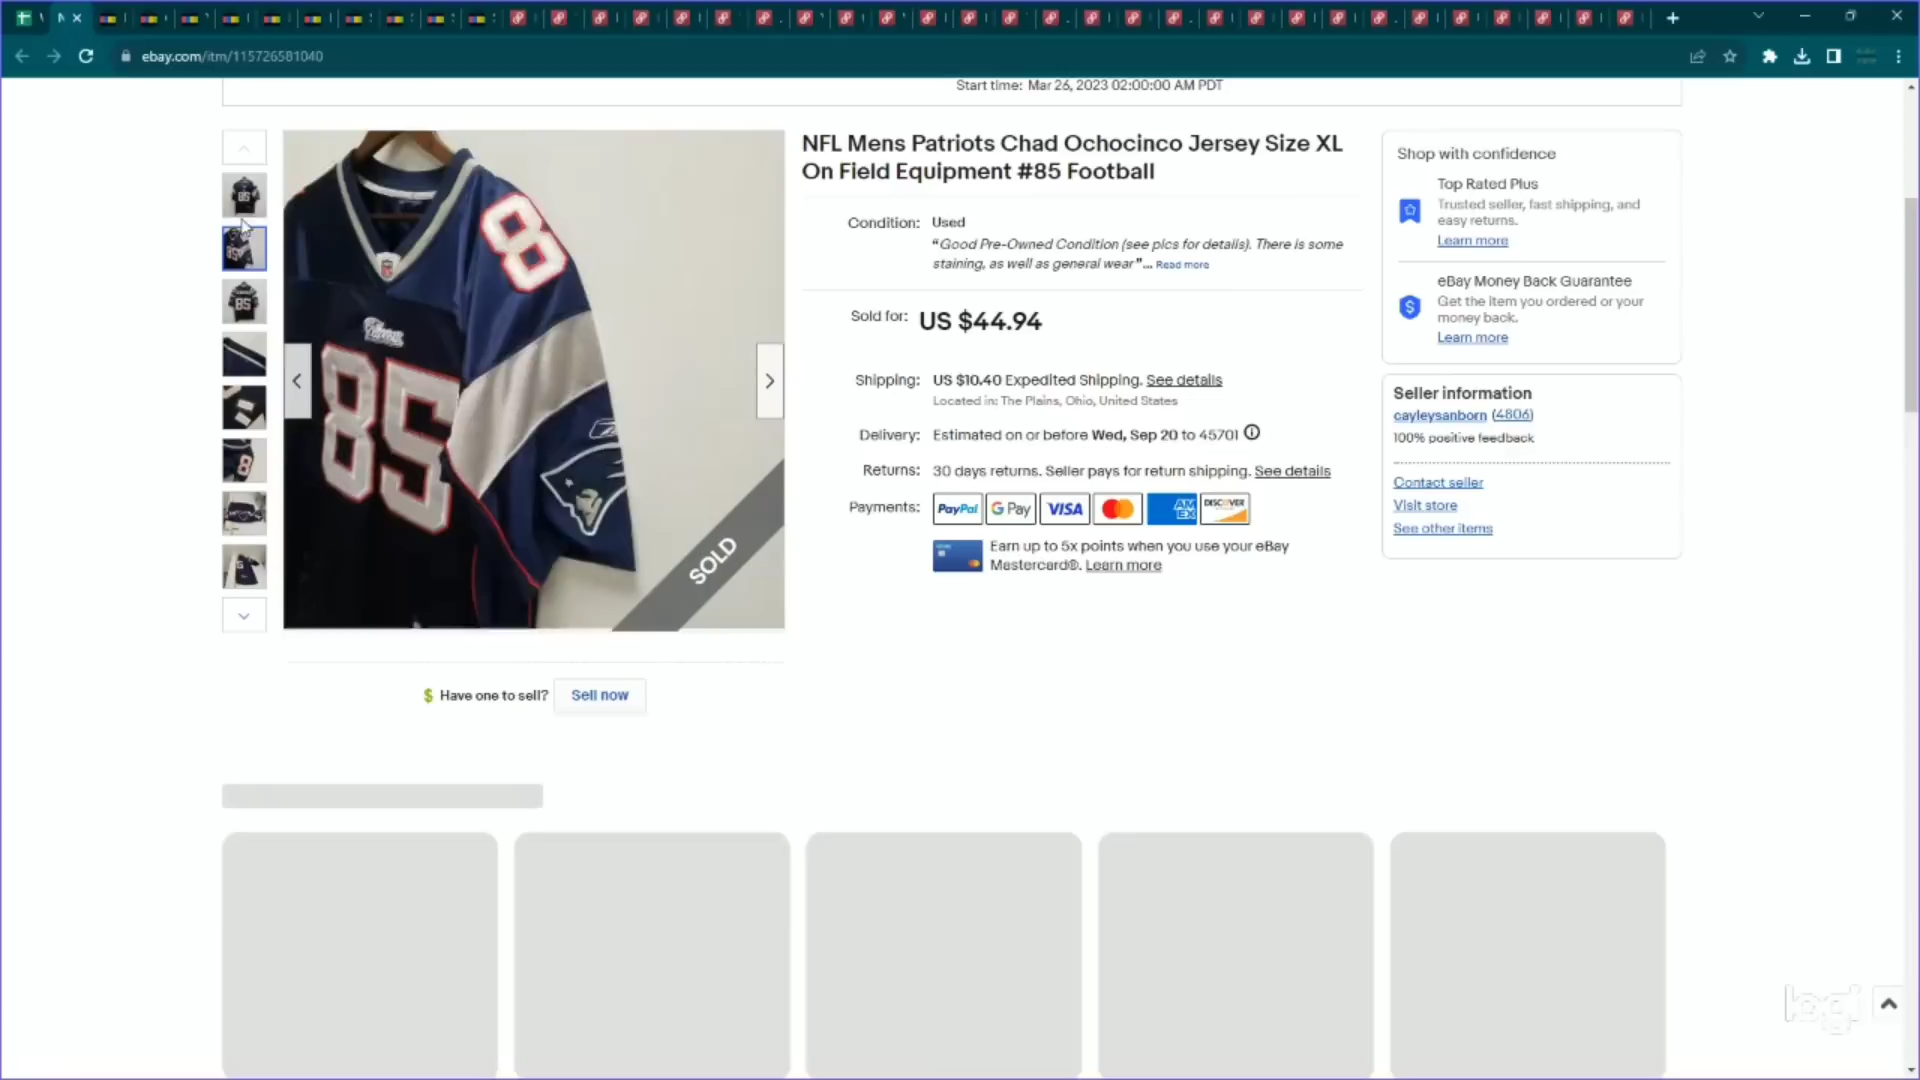 ebay.com/itm/115726581040
Start time: Mar 26, 2023 02:00:00 AM PDT
NFL Mens Patriots Chad Ochocinco Jersey Size XL
On Field Equipment #85 Football
Condition: Used
“Good Pre-Owned Condition (see pics for details). There is some
staining, as well as general wear”... Read more
Sold for: US $44.94
Shipping: US $10.40 Expedited Shipping. See details
Located in: The Plains, Ohio, United States
Delivery: Estimated on or before Wed, Sep 20 to 45701
Returns: 30 days returns. Seller pays for return shipping. See details
Payments: PayPal G Pay VISA AM EX DISCOVER
Earn up to 5x points when you use your eBay
Mastercard®. Learn more
8
85
SOLD
$ Have one to sell? Sell now
Shop with confidence
Top Rated Plus
Trusted seller, fast shipping, and
easy returns.
Learn more
eBay Money Back Guarantee
Get the item you ordered or your
money back.
Learn more
Seller information
cayleysanborn (4806)
100% positive feedback
Contact seller
Visit store
See other items
logi